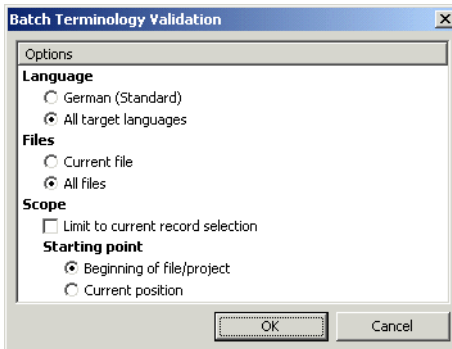 Batch Terminology Validation
Options
Language
German (Standard)
All target languages
Files
Current file
All files
Scope
Limit to current record selection
Starting point
Beginning of file/project
Current position
OK Cancel